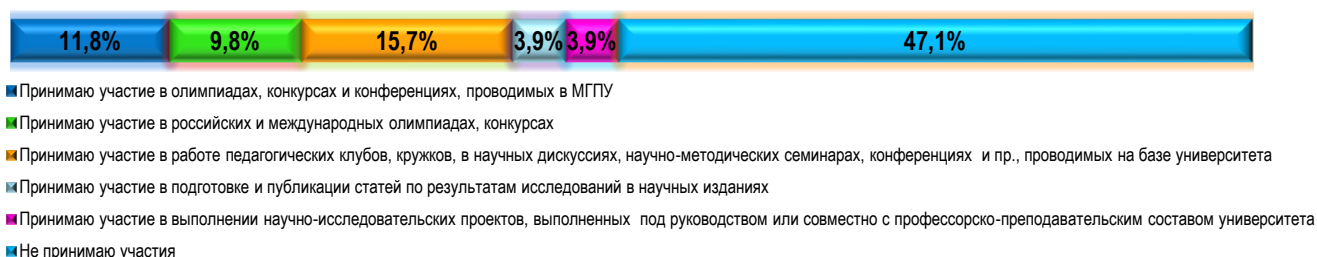 11,8% 9,8% 15,7% 3,9% 3,9% 47,1%
Принимаю участие в олимпиадах, конкурсах и конференциях, проводимых в МГПУ
Принимаю участие в российских и международных олимпиадах, конкурсах
Принимаю участие в работе педагогических клубов, кружков, в научных дискуссиях, научно-методических семинарах, конференциях и пр., проводимых на базе университета
Принимаю участие в подготовке и публикации статей по результатам исследований в научных изданиях
Принимаю участие в выполнении научно-исследовательских проектов, выполненных под руководством или совместно с профессорско-преподавательским составом университета
Не принимаю участия